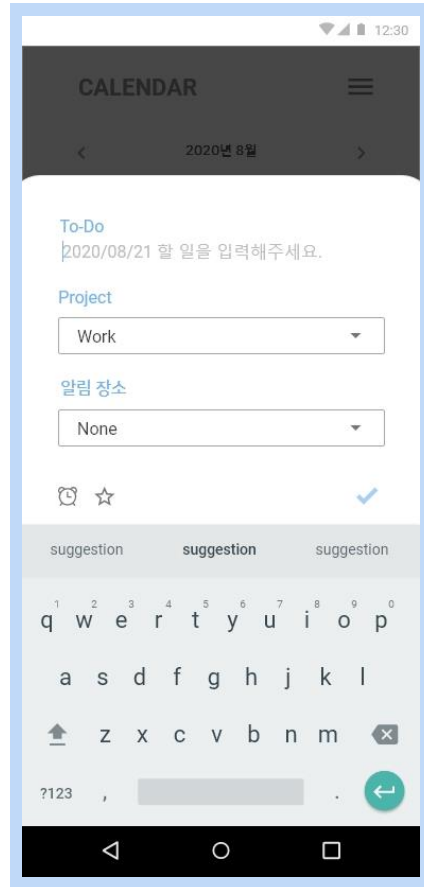 12:30
CALENDAR
2020년 8월
To-Do
2020/08/21 할 일을 입력해주세요.
Project
Work
알림 장소
None
suggestion suggestion suggestion
1 2 3 4 5 6 7 8 9 0
q w e r t y u i o p
a s d f g h j k l
z x c v b n m
?123 , .